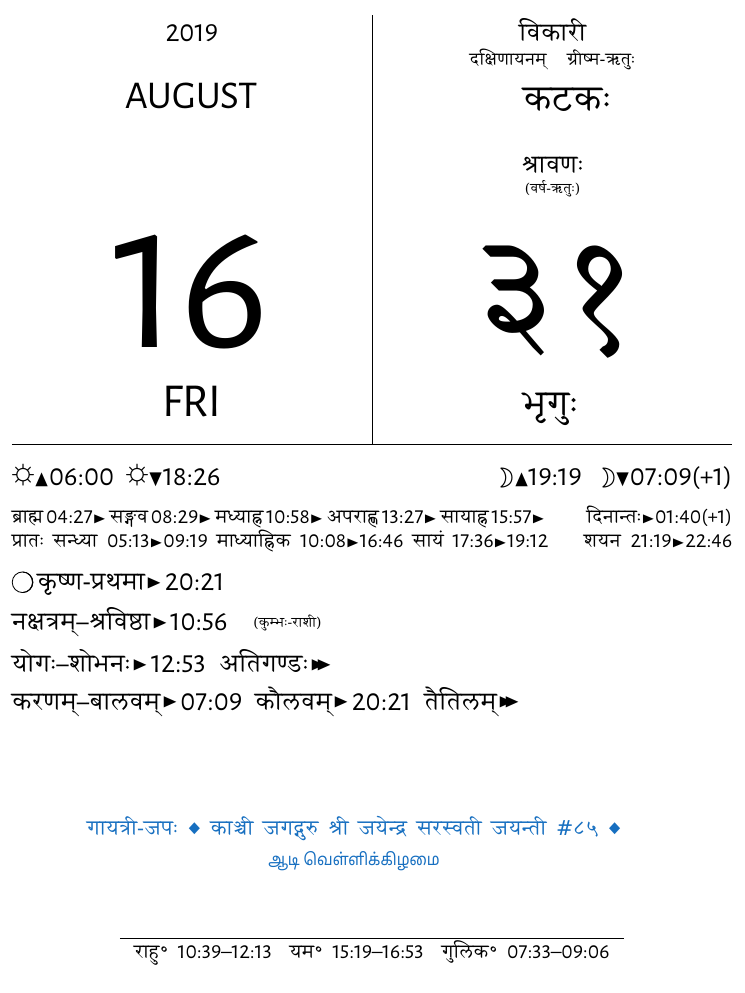 2019
AUGUST
16
FRI
विकारी
दक्षिणायनम् ग्रीष्म-ऋतुः
कटकः
श्रावणः
(वर्ष-ऋतुः)
३१
भृगुः
☼▲06:00 ☼▼18:26 ☽▲19:19 ☽▼07:09(+1)
ब्राह्म 04:27► सङ्गव 08:29► मध्याह्न 10:58► अपराह्ण 13:27► सायाह्न 15:57► दिनान्तः►01:40(+1)
प्रातः सन्ध्या 05:13►09:19 माध्याह्निक 10:08►16:46 सायं 17:36►19:12 शयन 21:19►22:46
◯ कृष्ण-प्रथमा►20:21
नक्षत्रम्–श्रविष्ठा►10:56 (कुम्भः-राशी)
योगः–शोभनः►12:53 अतिगण्डः►►
करणम्–बालवम्►07:09 कौलवम्►20:21 तैतिलम्►►
गायत्री-जपः ◆ काञ्ची जगद्गुरु श्री जयेन्द्र सरस्वती जयन्ती #८५ ◆
ஆடி வெள்ளிக்கிழமை
राहु॰ 10:39–12:13 यम॰ 15:19–16:53 गुलिक॰ 07:33–09:06